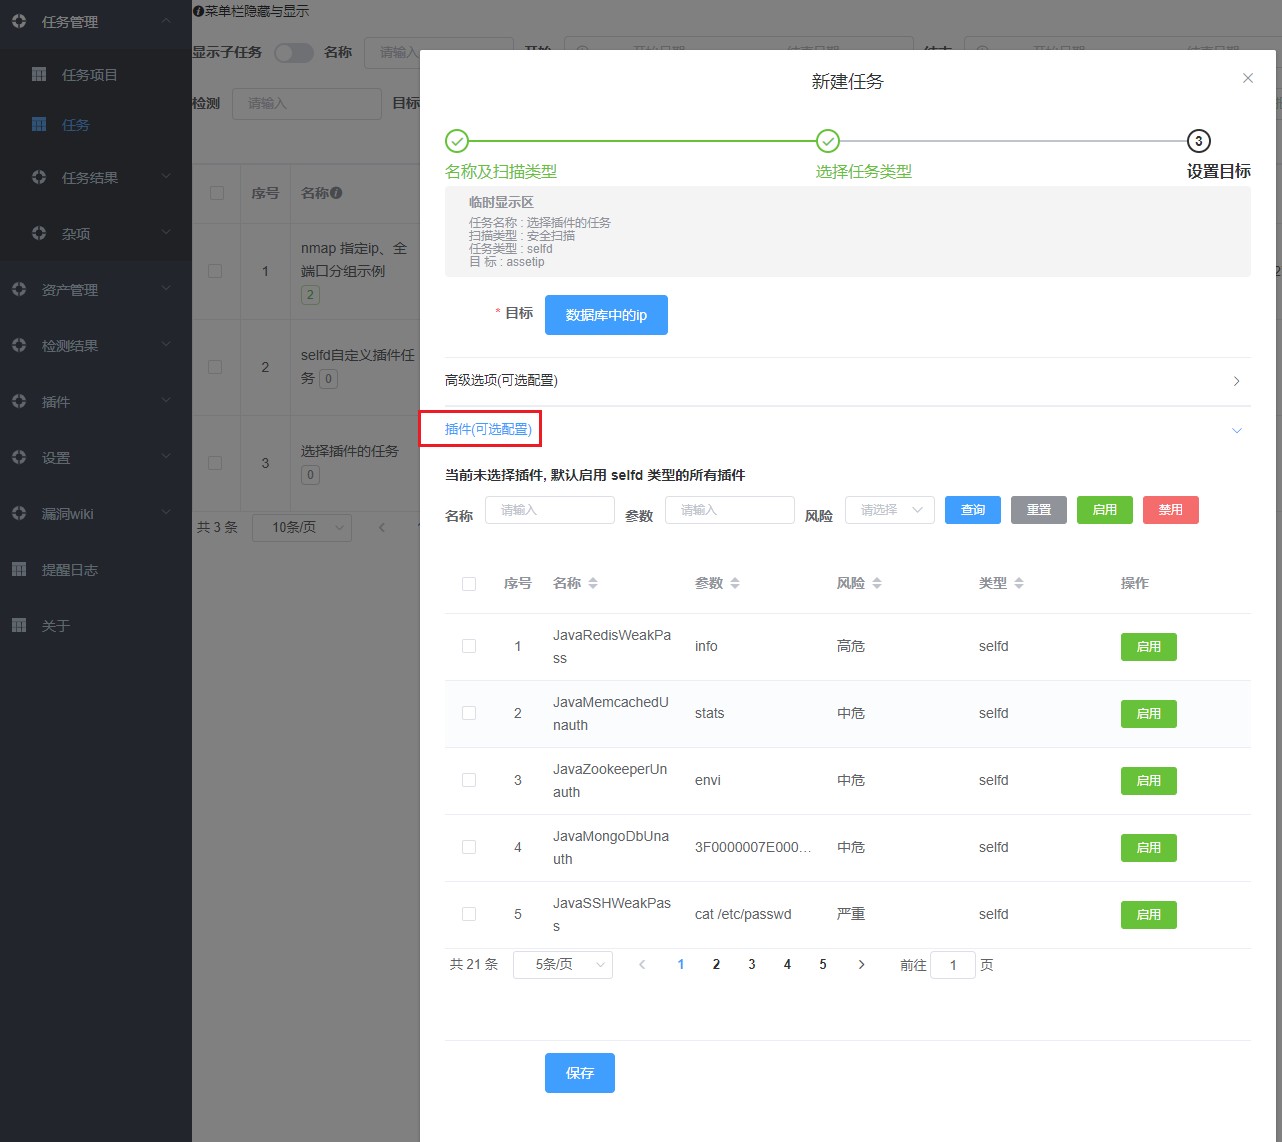 任务管理
任务项目
任务
任务结果
杂项
资产管理
检测结果
插件
设置
漏洞wiki
提醒日志
关于
菜单栏隐藏与显示
显示子任务 名称 请输入
检测 请输入 目标
序号 名称
1 nmap 指定ip、全
端口分组示例
2
2 selfd自定义插件任
务 0
3 选择插件的任务
0
共 3 条 10条/页
新建任务
3
名称及扫描类型 选择任务类型 设置目标
临时显示区
任务名称 : 选择插件的任务
扫描类型 : 安全扫描
任务类型 : selfd
目 标 : assetip
* 目标 数据库中的ip
高级选项(可选配置)
插件(可选配置)
当前未选择插件, 默认启用 selfd 类型的所有插件
名称 请输入 参数 请输入 风险 请选择 查询 重置 启用 禁用
序号 名称 参数 风险 类型 操作
1 JavaRedisWeakPa
ss info 高危 selfd 启用
2 JavaMemcachedU
nauth stats 中危 selfd 启用
3 JavaZookeeperUn
auth envi 中危 selfd 启用
4 JavaMongoDbUna
uth 3F0000007E000... 中危 selfd 启用
5 JavaSSHWeakPas
s cat /etc/passwd 严重 selfd 启用
共 21 条 5条/页 1 2 3 4 5 前往 1 页
保存